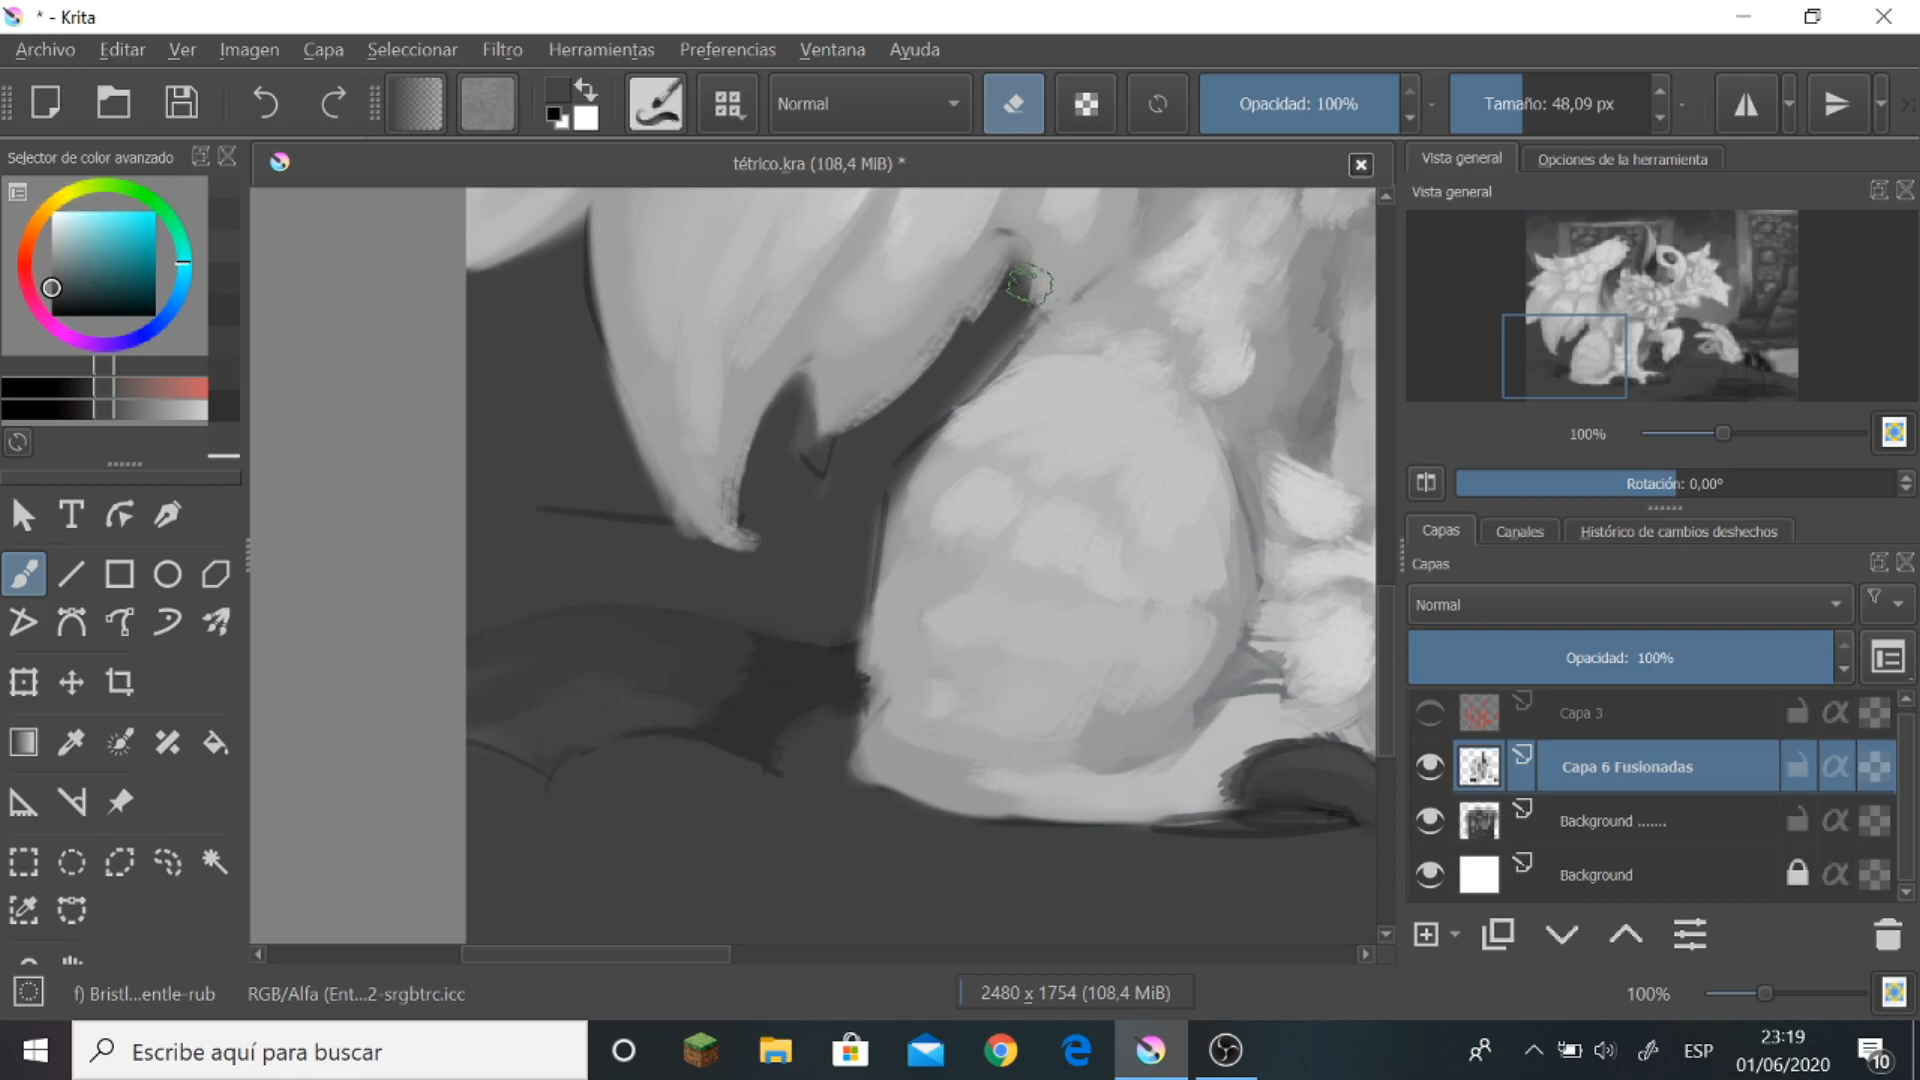 * - Krita
Archivo Editar Ver Imagen Capa Seleccionar Filtro Herramientas Preferencias Ventana Ayuda
Normal Opacidad: 100% Tamaño: 48,09 px
Selector de color avanzado
tétrico.kra (108,4 MiB) *
Vista general Opciones de la herramienta
Vista general
100%
Rotación: 0,00º
Capas Canales Histórico de cambios deshechos
Capas
Normal
Opacidad: 100%
Capa 3
Capa 6 Fusionadas
Background .......
Background
f) Bristl...entle-rub RGB/Alfa (Ent...2-srgbtrc.icc 2480 x 1754 (108,4 MiB) 100%
Escribe aquí para buscar
ESP
23:19
01/06/2020
10